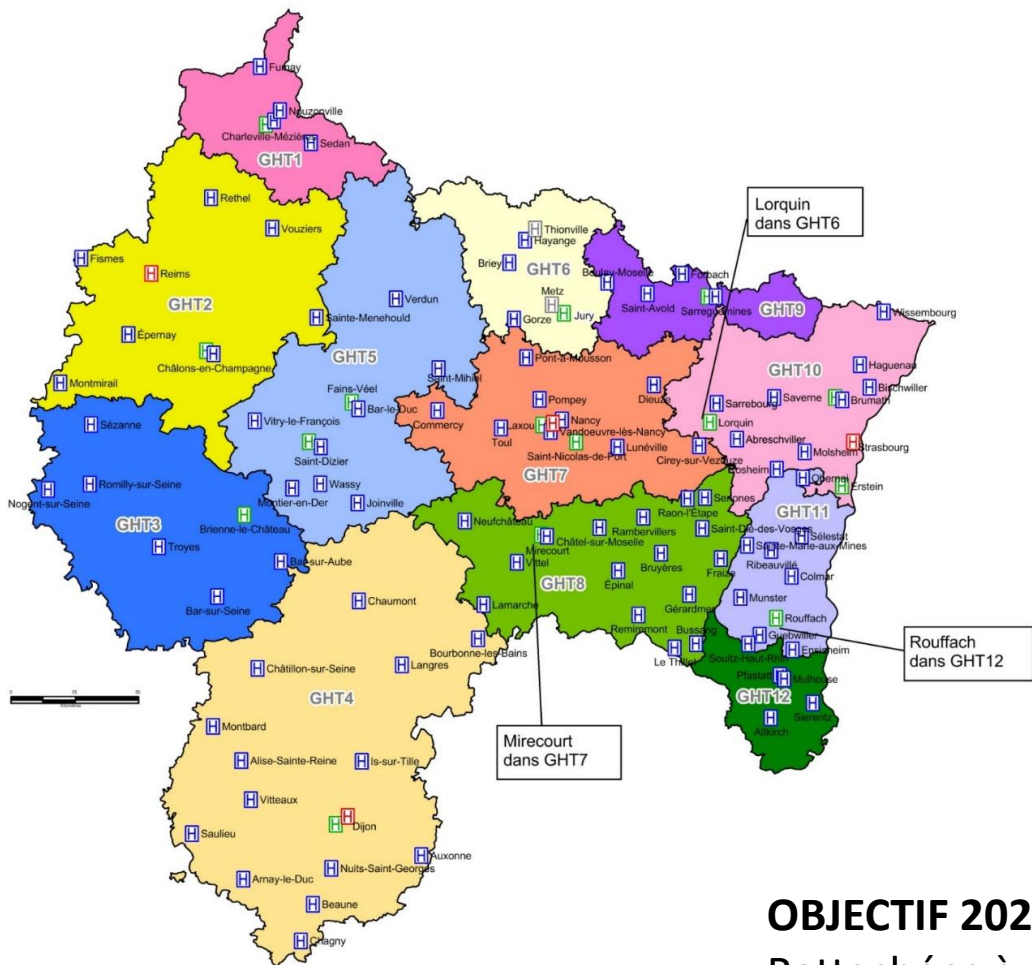 Fumay
Nouzonville
Charleville-Mézières
Sedan
GHT1
Rethel
Vouziers
Fismes
Reims
GHT2
Épernay
Sainte-Menehould
Châlons-en-Champagne
Montmirail
Verdun
GHT5
Saint-Mihiel
Fains-Véel
Bar-le-Duc
Vitry-le-François
Saint-Dizier
Wassy
Montier-en-Der
Joinville
Thionville
Hayange
Briey
GHT6
Metz
Jury
Gorze
Boulay-Moselle
Forbach
Saint-Avold
Sarreguemines
GHT9
Lorquin
dans GHT6
Wissembourg
Haguenau
GHT10
Bischwiller
Saverne
Brumath
Sarrebourg
Lorquin
Abreschviller
Strasbourg
Molsheim
Rosheim
Obernai
Erstein
Pont-à-Mousson
Dieuze
Pompey
Commercy
Nancy
Laxou
Vandoeuvre-lès-Nancy
Toul
Saint-Nicolas-de-Port
Lunéville
Cirey-sur-Vezouze
GHT7
Sézanne
Romilly-sur-Seine
Nogent-sur-Seine
GHT3
Brienne-le-Château
Troyes
Bar-sur-Aube
Bar-sur-Seine
Neufchâteau
Mirecourt
Vittel
Châtel-sur-Moselle
Rambervillers
Raon-l'Étape
Senones
Saint-Dié-des-Vosges
GHT8
Épinal
Bruyères
Fraize
Gérardmer
Lamarche
Remiremont
Bussang
Le Thillot
GHT11
Sélestat
Sainte-Marie-aux-Mines
Ribeauvillé
Colmar
Munster
Rouffach
Guebwiller
Soultz-Haut-Rhin
Ensisheim
Rouffach
dans GHT12
Pfastatt
Mulhouse
GHT12
Sierentz
Altkirch
Mirecourt
dans GHT7
Chaumont
Bourbonne-les-Bains
Châtillon-sur-Seine
Langres
GHT4
Montbard
Alise-Sainte-Reine
Is-sur-Tille
Vitteaux
Saulieu
Dijon
Auxonne
Nuits-Saint-Georges
Arnay-le-Duc
Beaune
Chagny
OBJECTIF 202